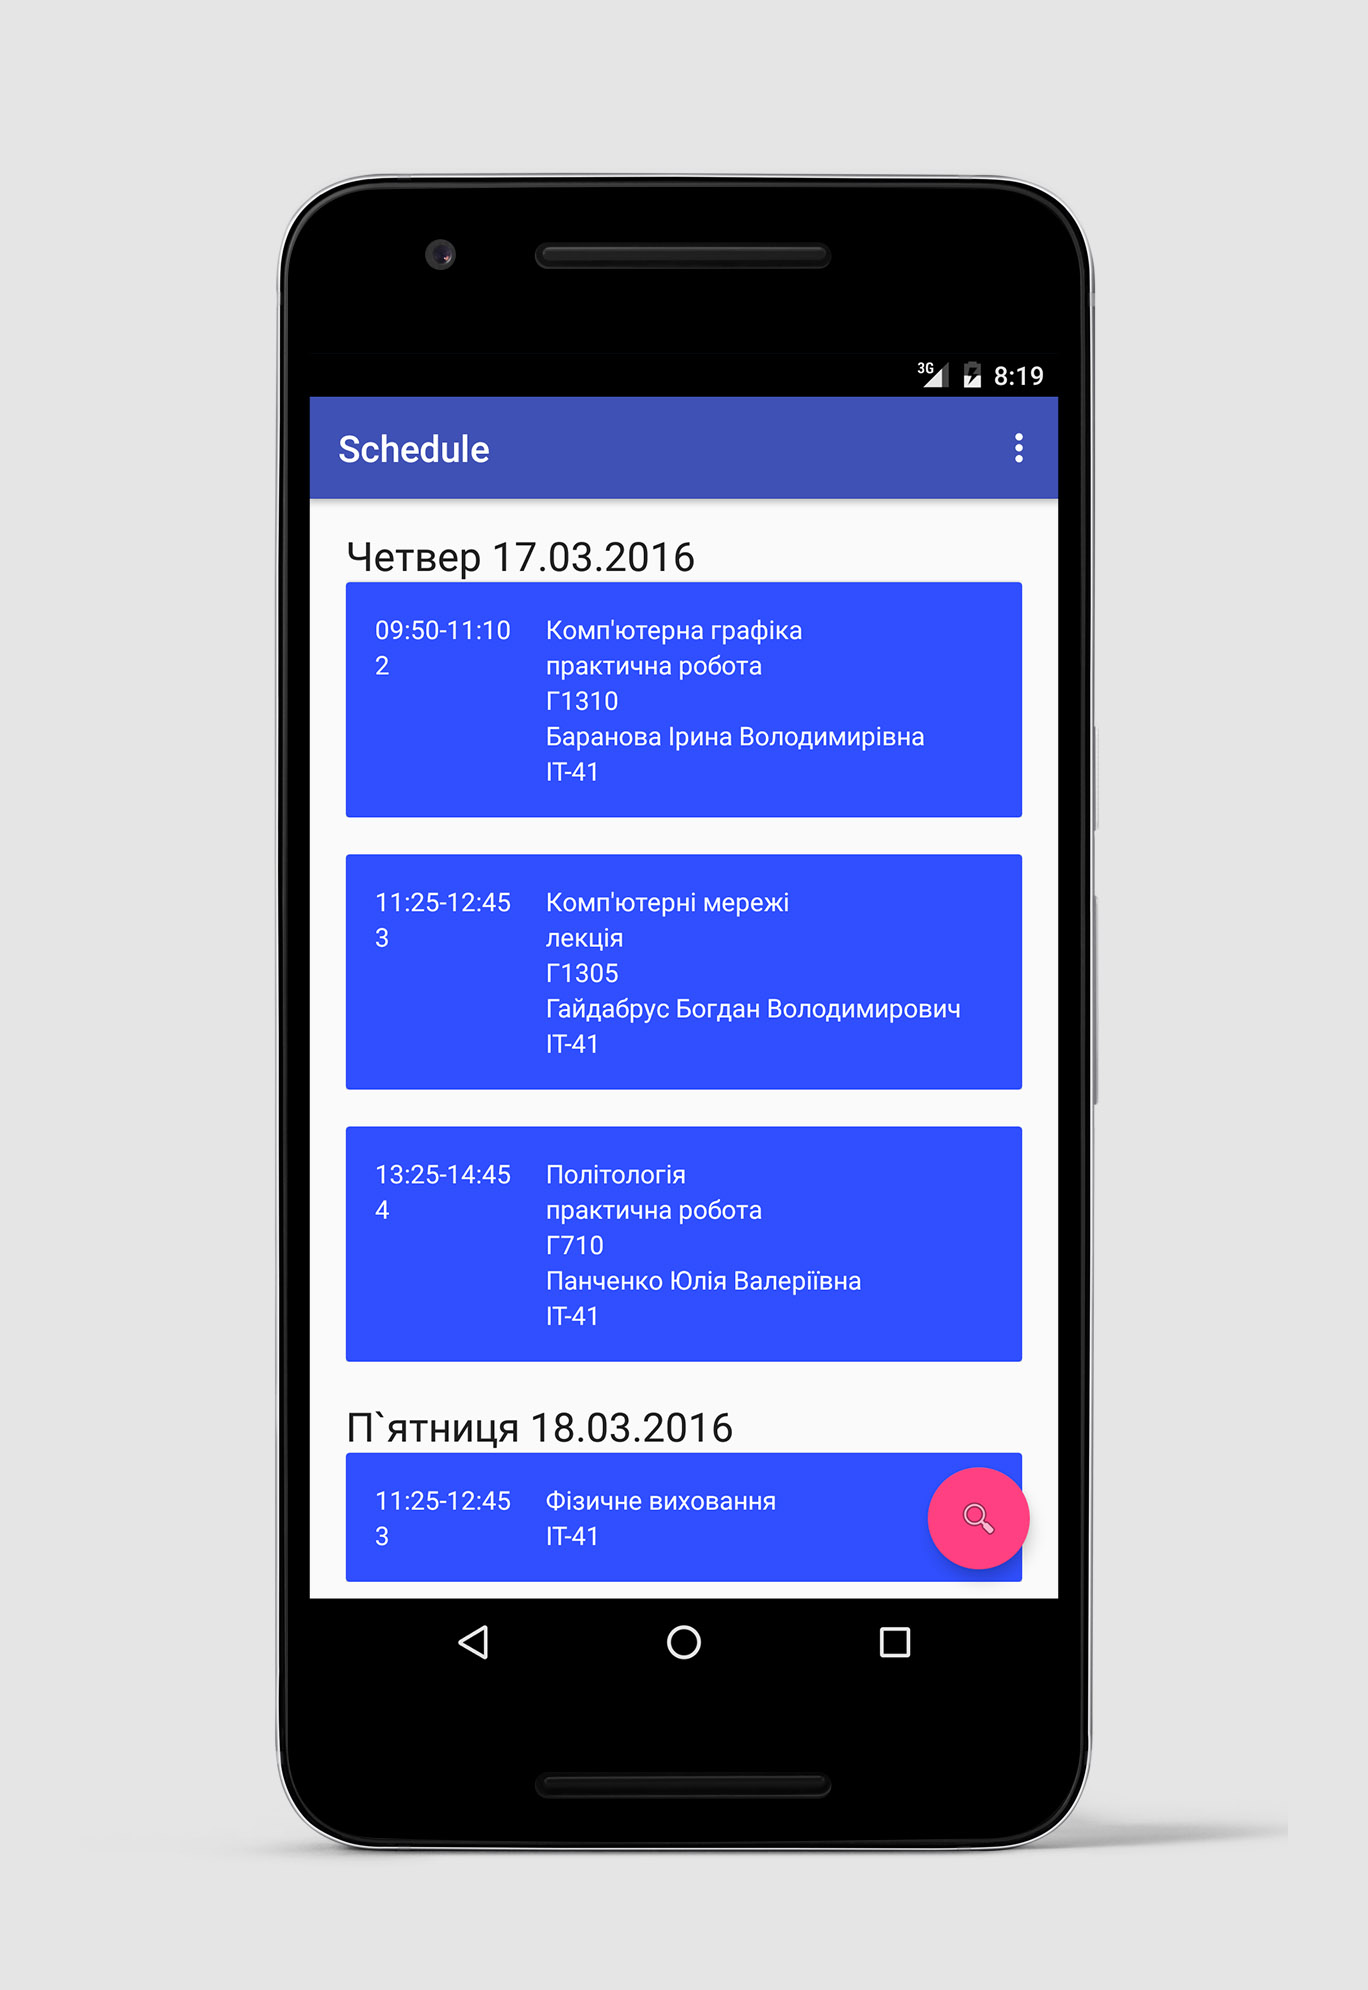 3G 8:19
Schedule
Четвер 17.03.2016
09:50-11:10 Комп'ютерна графіка
2 практична робота
Г1310
Баранова Ірина Володимирівна
ІТ-41
11:25-12:45 Комп'ютерні мережі
3 лекція
Г1305
Гайдабрус Богдан Володимирович
ІТ-41
13:25-14:45 Політологія
4 практична робота
Г710
Панченко Юлія Валеріївна
ІТ-41
П`ятниця 18.03.2016
11:25-12:45 Фізичне виховання
3 ІТ-41